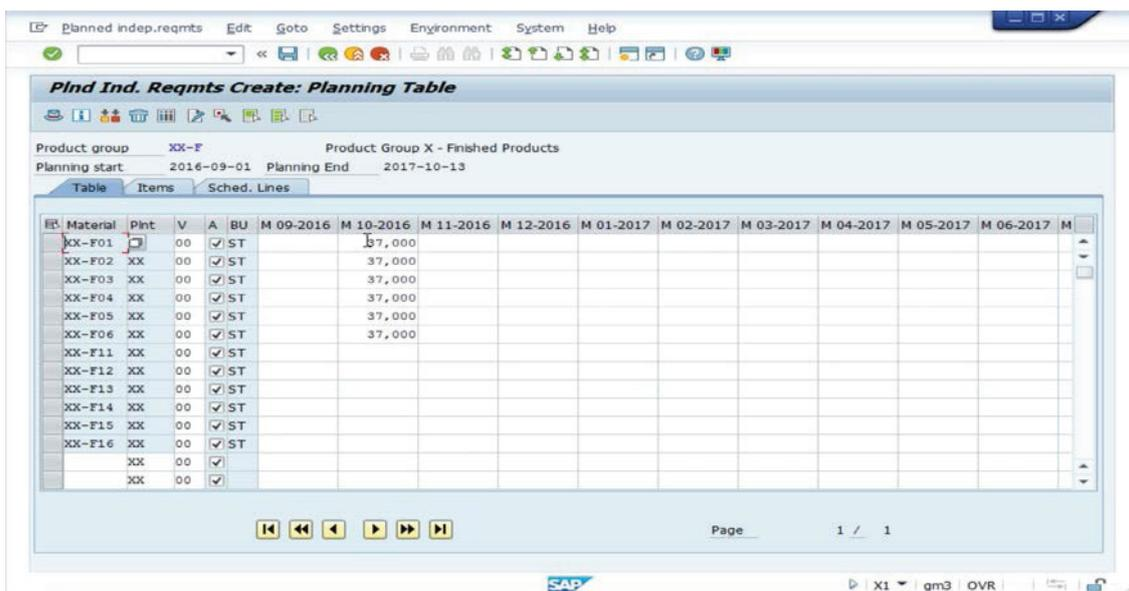 Planned indep.reqmts Edit Goto Settings Environment System Help
Plnd Ind. Reqmts Create: Planning Table
Product group XX-F Product Group X - Finished Products
Planning start 2016-09-01 Planning End 2017-10-13
Table Items Sched. Lines
Material Plnt V A BU M 09-2016 M 10-2016 M 11-2016 M 12-2016 M 01-2017 M 02-2017 M 03-2017 M 04-2017 M 05-2017 M 06-2017 M
XX-F01 00 ST 37,000
XX-F02 XX 00 ST 37,000
XX-F03 XX 00 ST 37,000
XX-F04 XX 00 ST 37,000
XX-F05 XX 00 ST 37,000
XX-F06 XX 00 ST 37,000
XX-F11 XX 00 ST
XX-F12 XX 00 ST
XX-F13 XX 00 ST
XX-F14 XX 00 ST
XX-F15 XX 00 ST
XX-F16 XX 00 ST
XX 00
XX 00
Page 1 / 1
SAP X1 gm3 OVR